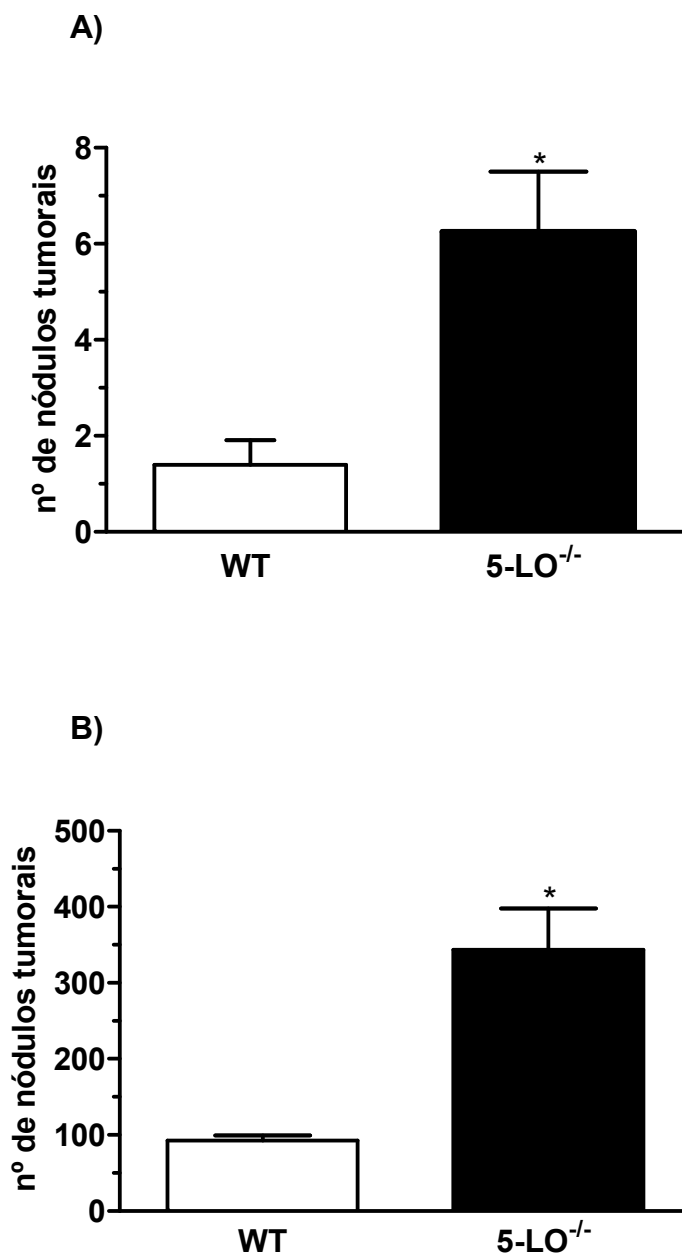 A)
nº de nódulos tumorais
8
6
4
2
0
*
WT
5-LO-/-
B)
nº de nódulos tumorais
500
400
300
200
100
0
*
WT
5-LO-/-